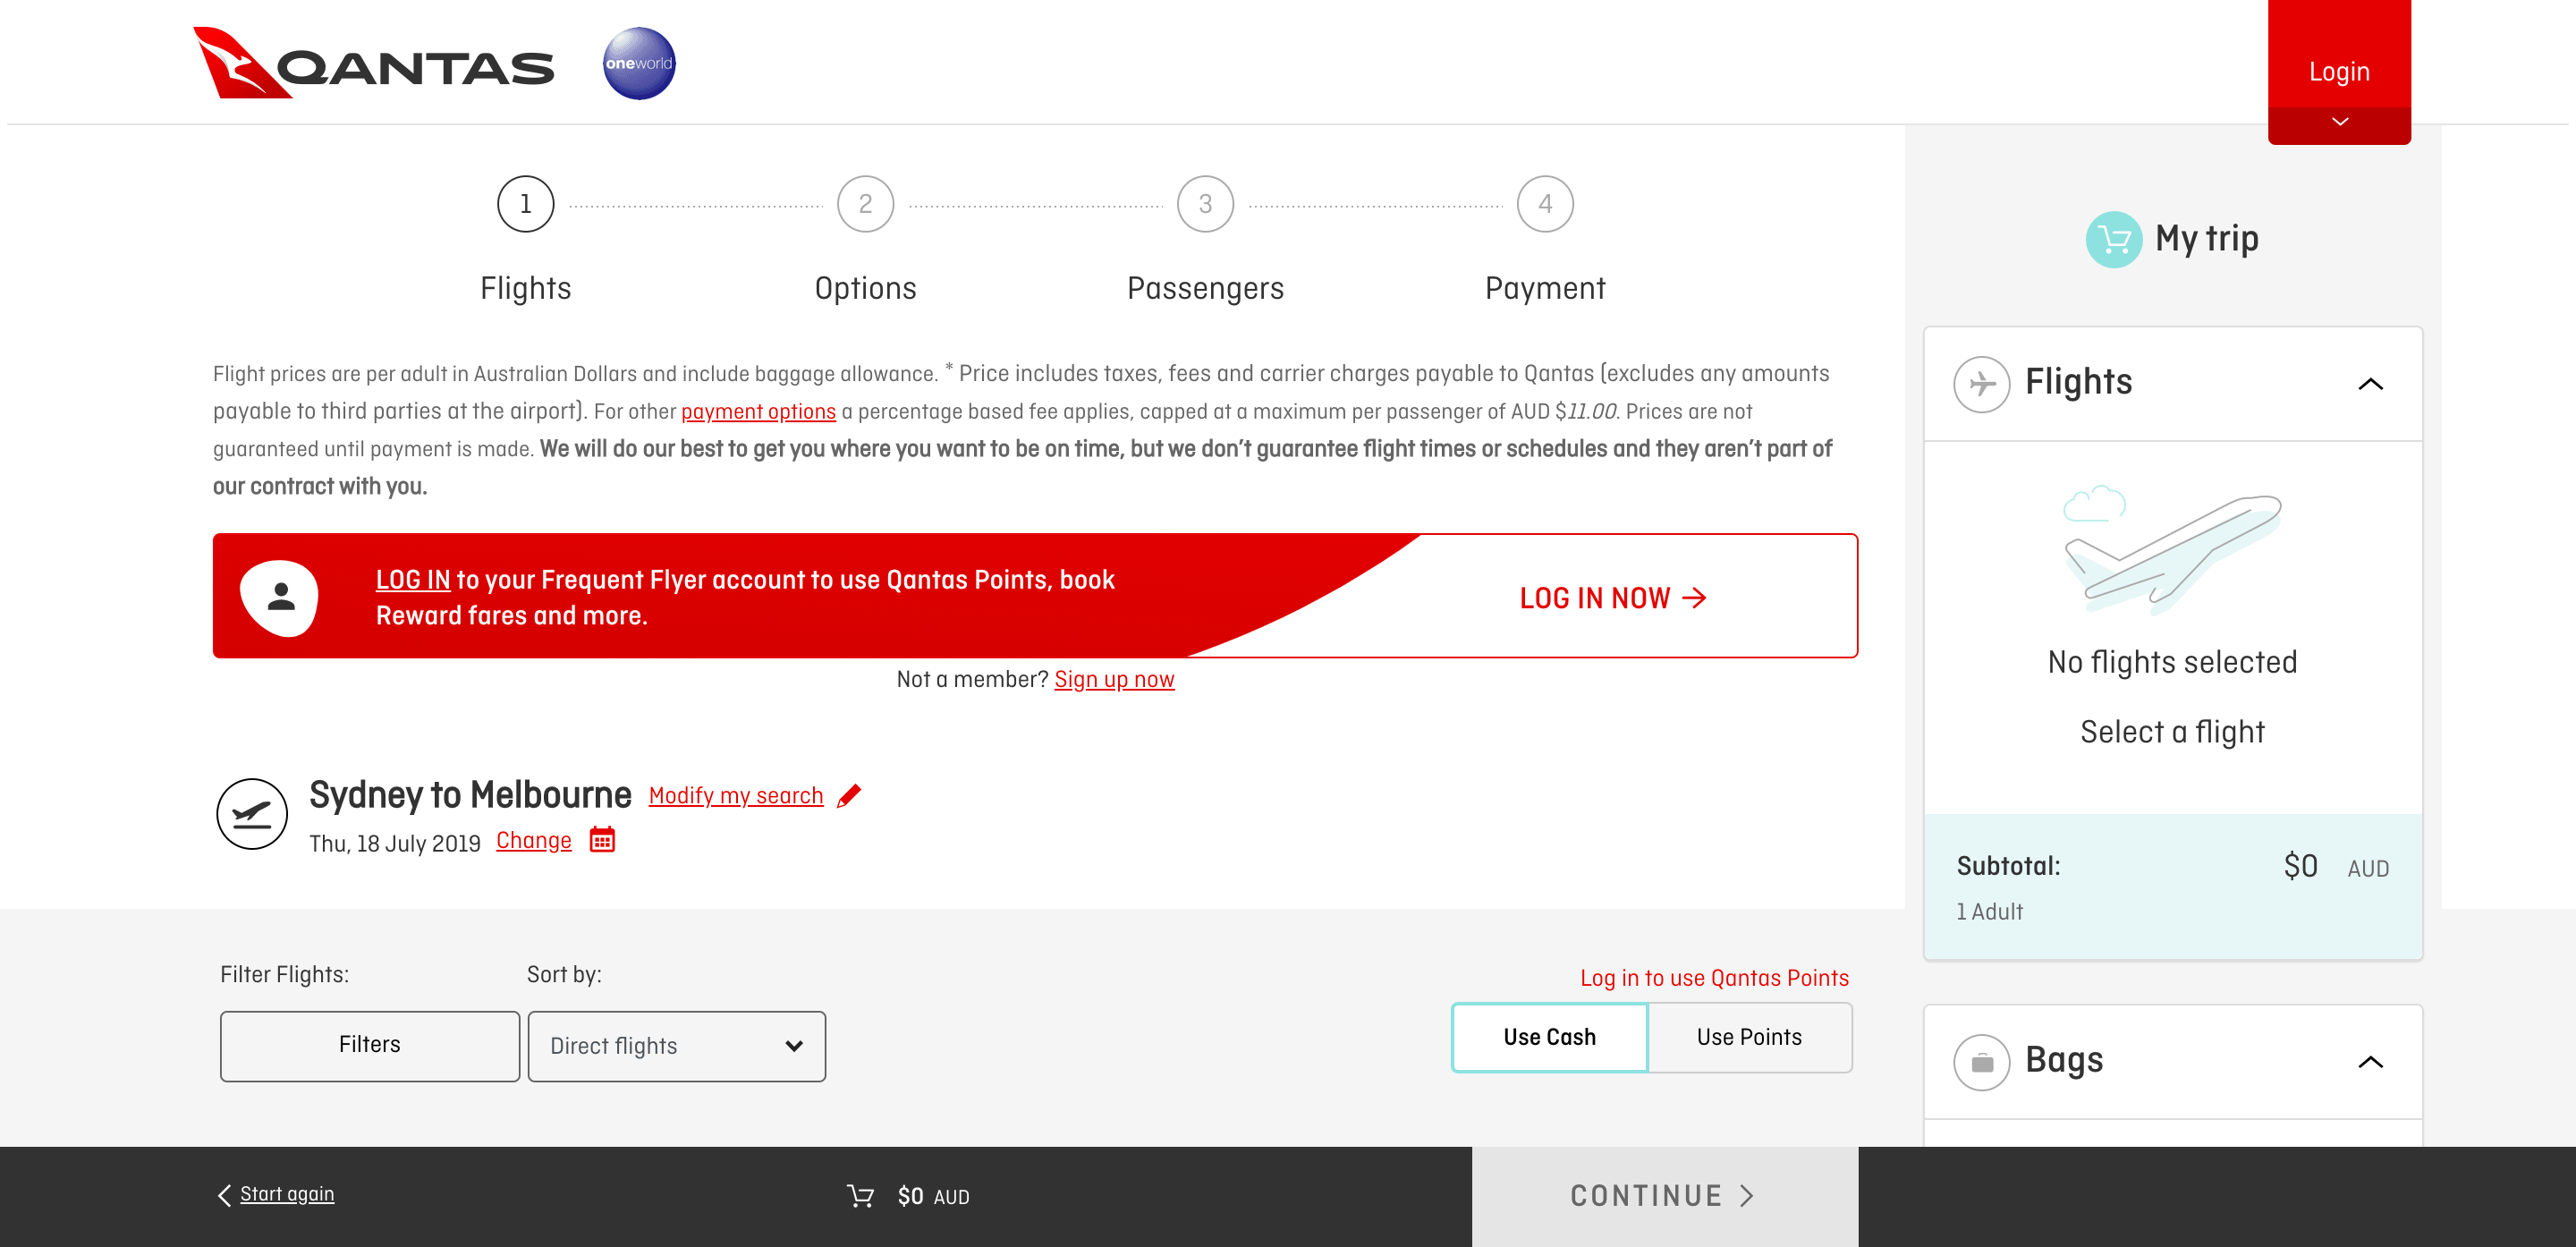 QANTAS
oneworld
Login
1
2
3
4
Flights
Options
Passengers
Payment
Flight prices are per adult in Australian Dollars and include baggage allowance. * Price includes taxes, fees and carrier charges payable to Qantas (excludes any amounts
payable to third parties at the airport). For other payment options a percentage based fee applies, capped at a maximum per passenger of AUD $11.00. Prices are not
guaranteed until payment is made. We will do our best to get you where you want to be on time, but we don't guarantee flight times or schedules and they aren't part of
our contract with you.
LOG IN to your Frequent Flyer account to use Qantas Points, book
Reward fares and more.
LOG IN NOW
Not a member? Sign up now
Sydney to Melbourne Modify my search
Thu, 18 July 2019 Change
Filter Flights:
Sort by:
Filters
Direct flights
Log in to use Qantas Points
Use Cash
Use Points
My trip
Flights
No flights selected
Select a flight
Subtotal: $0 AUD
1 Adult
Bags
Start again
$0 AUD
CONTINUE